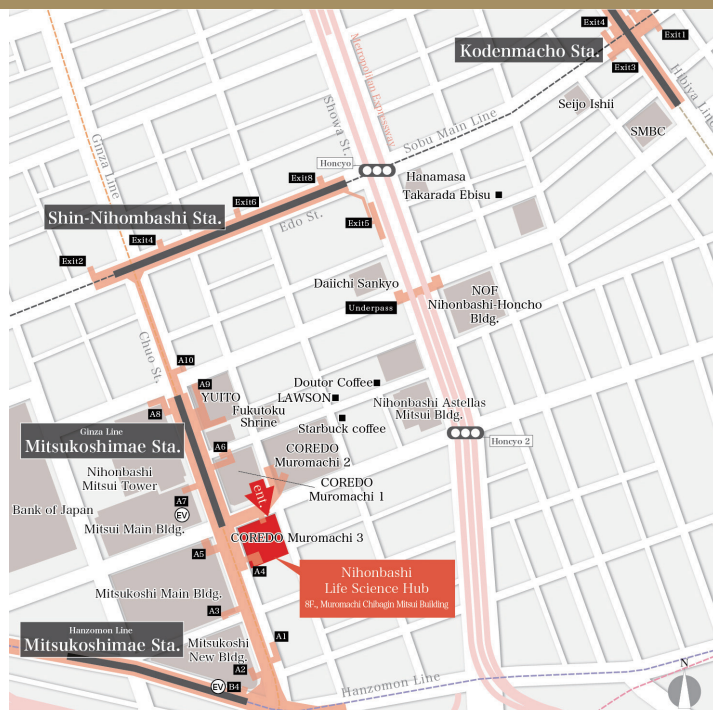 Exit4
Exit1
Kodenmacho Sta.
Exit3
Hibiya Line
Metropolitan Expressway
Showa St.
Sobu Main Line
Seijo Ishii
SMBC
Ginza Line
Honcyo
Hanamasa
Takarada Ebisu
Exit8
Exit6
Shin-Nihombashi Sta.
Edo St.
Exit5
Exit4
Exit2
Daiichi Sankyo
NOF
Nihonbashi-Honcho
Bldg.
Underpass
Chuo St.
A10
A9
Doutor Coffee
YUITO
LAWSON
A8
Fukutoku
Shrine
Nihonbashi Astellas
Mitsui Bldg.
Starbuck coffee
Ginza Line
Mitsukoshimae Sta.
A6
Honcyo 2
COREDO
Muromachi 2
Nihonbashi
Mitsui Tower
COREDO
Muromachi 1
ent.
A7
EV
Bank of Japan
Mitsui Main Bldg.
COREDO Muromachi 3
A5
A4
Nihonbashi
Life Science Hub
8F., Muromachi Chibagin Mitsui Building
Mitsukoshi Main Bldg.
A3
Hanzomon Line
Mitsukoshimae Sta.
A1
Mitsukoshi
New Bldg.
A2
EV
B4
Hanzomon Line
N